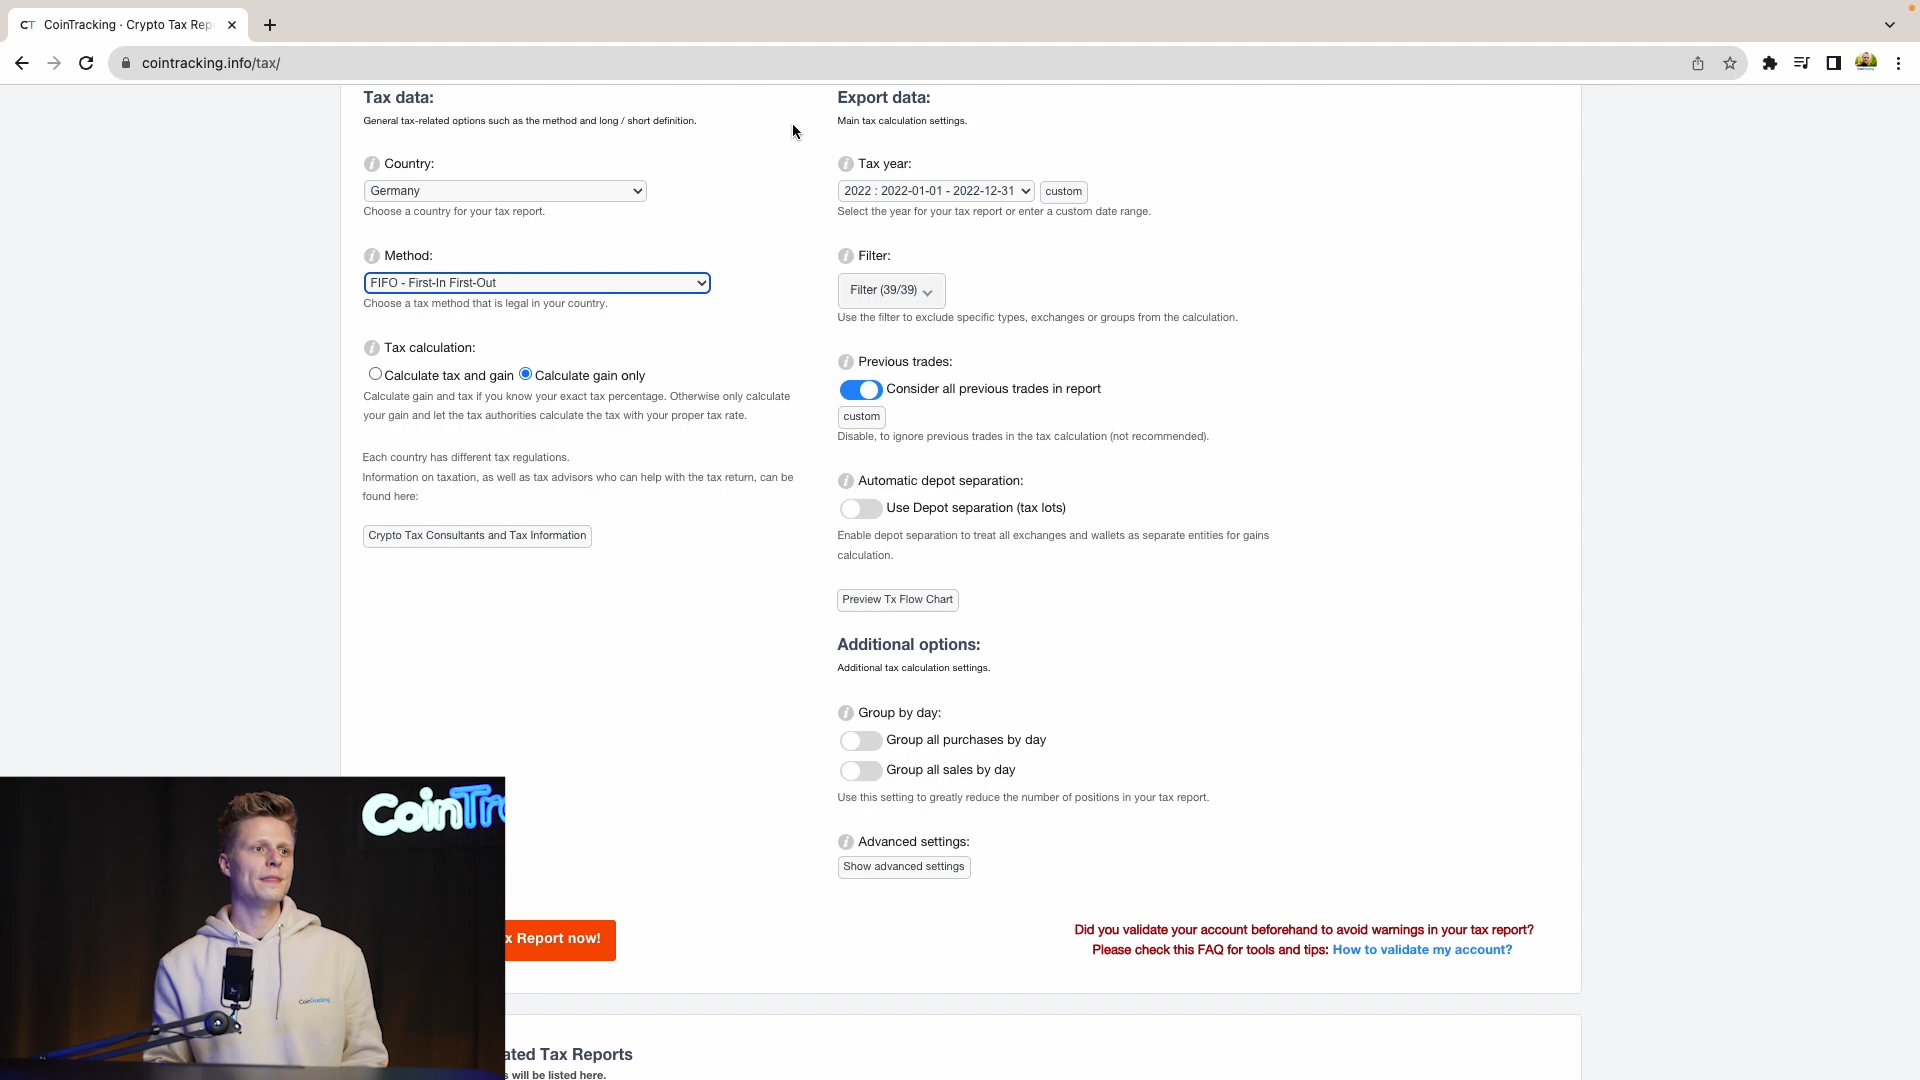 CT CoinTracking · Crypto Tax Rep
cointracking.info/tax/
Tax data:
General tax-related options such as the method and long / short definition.
Country:
Germany
Choose a country for your tax report.
Method:
FIFO - First-In First-Out
Choose a tax method that is legal in your country.
Tax calculation:
Calculate tax and gain Calculate gain only
Calculate gain and tax if you know your exact tax percentage. Otherwise only calculate
your gain and let the tax authorities calculate the tax with your proper tax rate.
Each country has different tax regulations.
Information on taxation, as well as tax advisors who can help with the tax return, can be
found here:
Crypto Tax Consultants and Tax Information
Export data:
Main tax calculation settings.
Tax year:
2022 : 2022-01-01 - 2022-12-31 custom
Select the year for your tax report or enter a custom date range.
Filter:
Filter (39/39)
Use the filter to exclude specific types, exchanges or groups from the calculation.
Previous trades:
Consider all previous trades in report
custom
Disable, to ignore previous trades in the tax calculation (not recommended).
Automatic depot separation:
Use Depot separation (tax lots)
Enable depot separation to treat all exchanges and wallets as separate entities for gains
calculation.
Preview Tx Flow Chart
Additional options:
Additional tax calculation settings.
Group by day:
Group all purchases by day
Group all sales by day
Use this setting to greatly reduce the number of positions in your tax report.
Advanced settings:
Show advanced settings
CoinTr
CoinTracking
x Report now!
Did you validate your account beforehand to avoid warnings in your tax report?
Please check this FAQ for tools and tips: How to validate my account?
ated Tax Reports
s will be listed here.